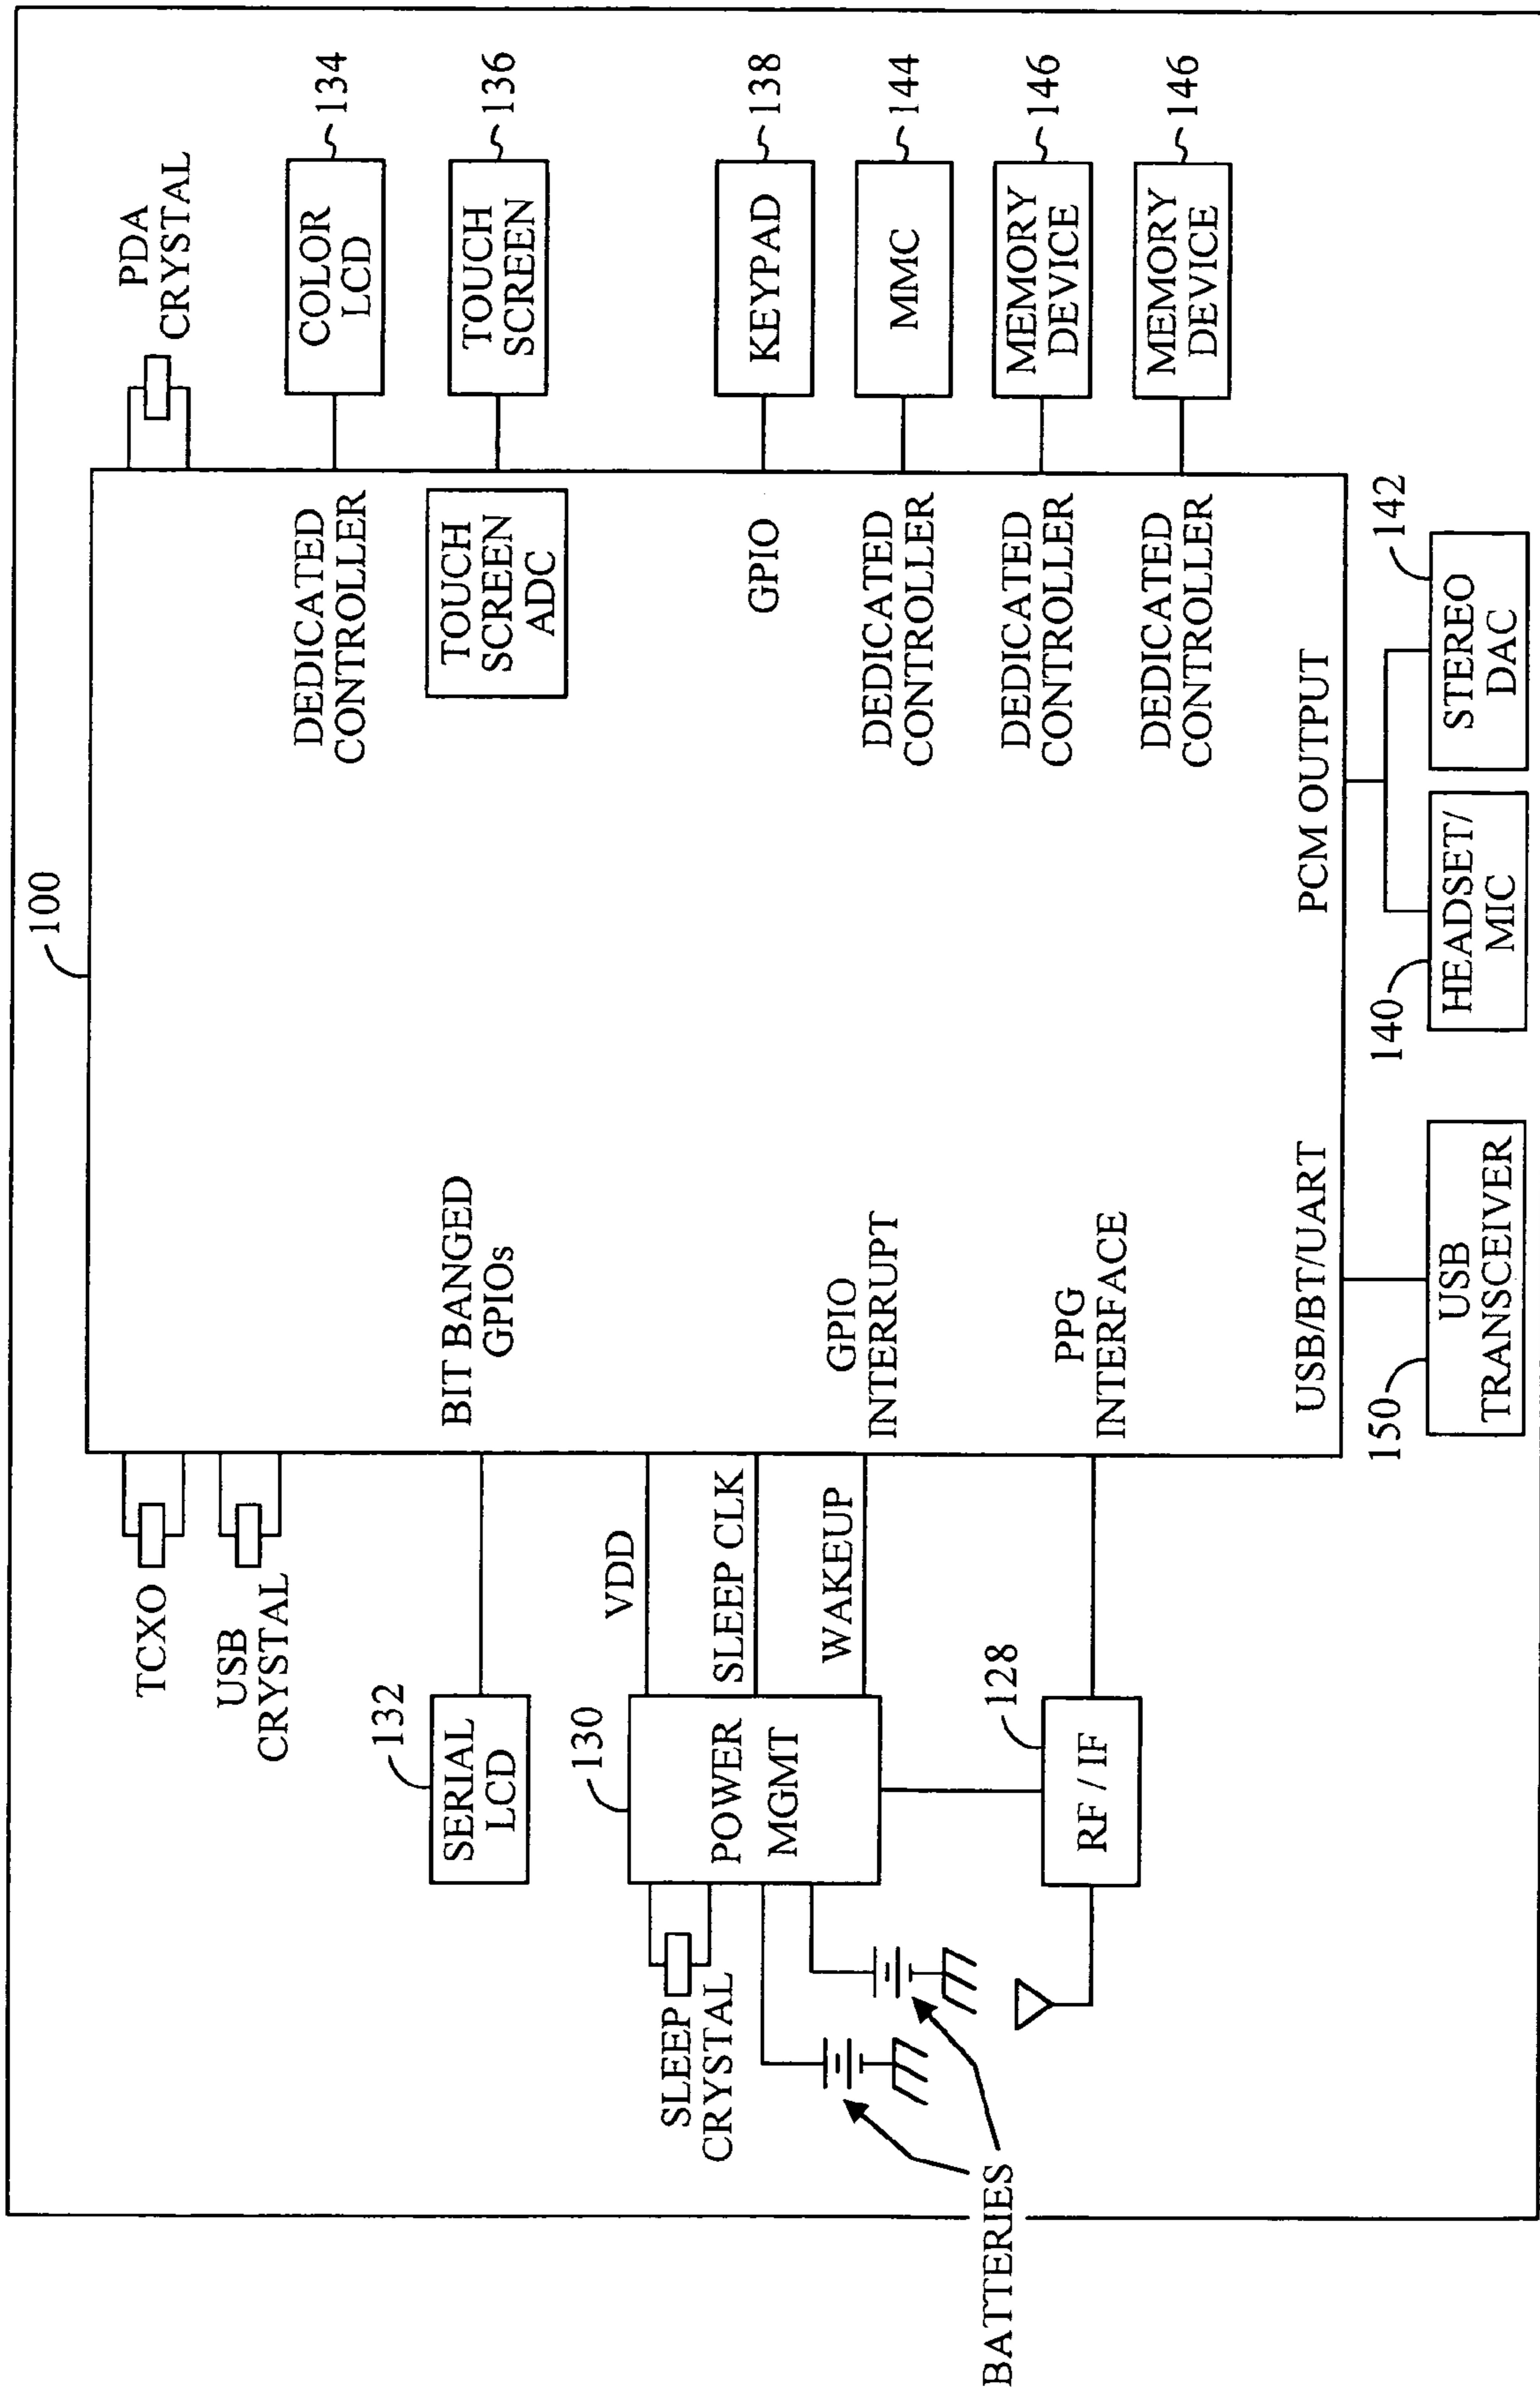 100
TCXO
USB
CRYSTAL
PDA
CRYSTAL
132
SERIAL
LCD
BIT BANGED
GPIOs
DEDICATED
CONTROLLER
COLOR
LCD
134
TOUCH
SCREEN
ADC
TOUCH
SCREEN
136
130
POWER
MGMT
SLEEP
CRYSTAL
VDD
SLEEP CLK
WAKEUP
GPIO
INTERRUPT
GPIO
KEYPAD
138
DEDICATED
CONTROLLER
MMC
144
BATTERIES
128
RF / IF
PPG
INTERFACE
DEDICATED
CONTROLLER
MEMORY
DEVICE
146
DEDICATED
CONTROLLER
MEMORY
DEVICE
146
USB/BT/UART
PCM OUTPUT
150
USB
TRANSCEIVER
140
HEADSET/
MIC
142
STEREO
DAC